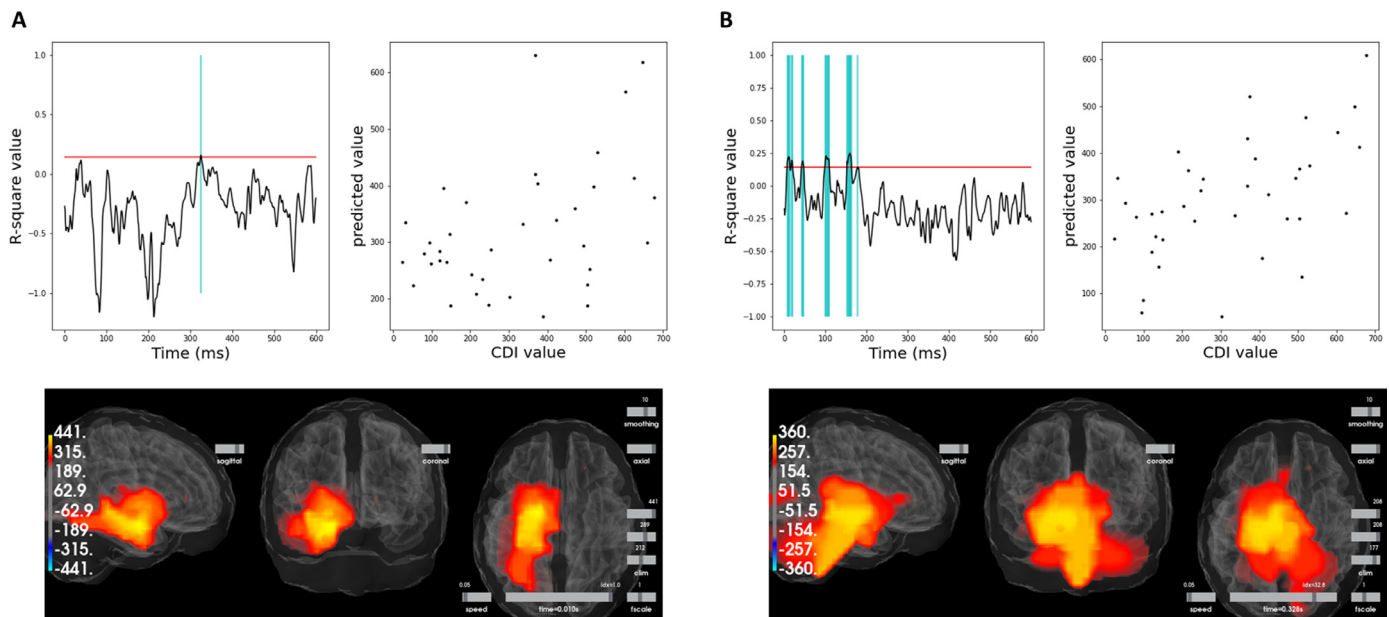 A
B
R-square value
1.0
0.5
0.0
−0.5
−1.0
0
100
200
300
400
500
600
Time (ms)
predicted value
600
500
400
300
200
0
100
200
300
400
500
600
700
CDI value
R-square value
1.00
0.75
0.50
0.25
0.00
−0.25
−0.50
−0.75
−1.00
0
100
200
300
400
500
600
Time (ms)
predicted value
600
500
400
300
200
100
0
100
200
300
400
500
600
700
CDI value
441.
315.
189.
62.9
-62.9
-189.
-315.
-441.
sagittal
coronal
10
smoothing
axial
441
289
212
clim
0.05
speed
idx=1.0
time=0.010s
1
fscale
360.
257.
154.
51.5
-51.5
-154.
-257.
-360.
sagittal
coronal
10
smoothing
axial
208
208
177
clim
0.05
speed
idx=32.8
time=0.328s
1
fscale